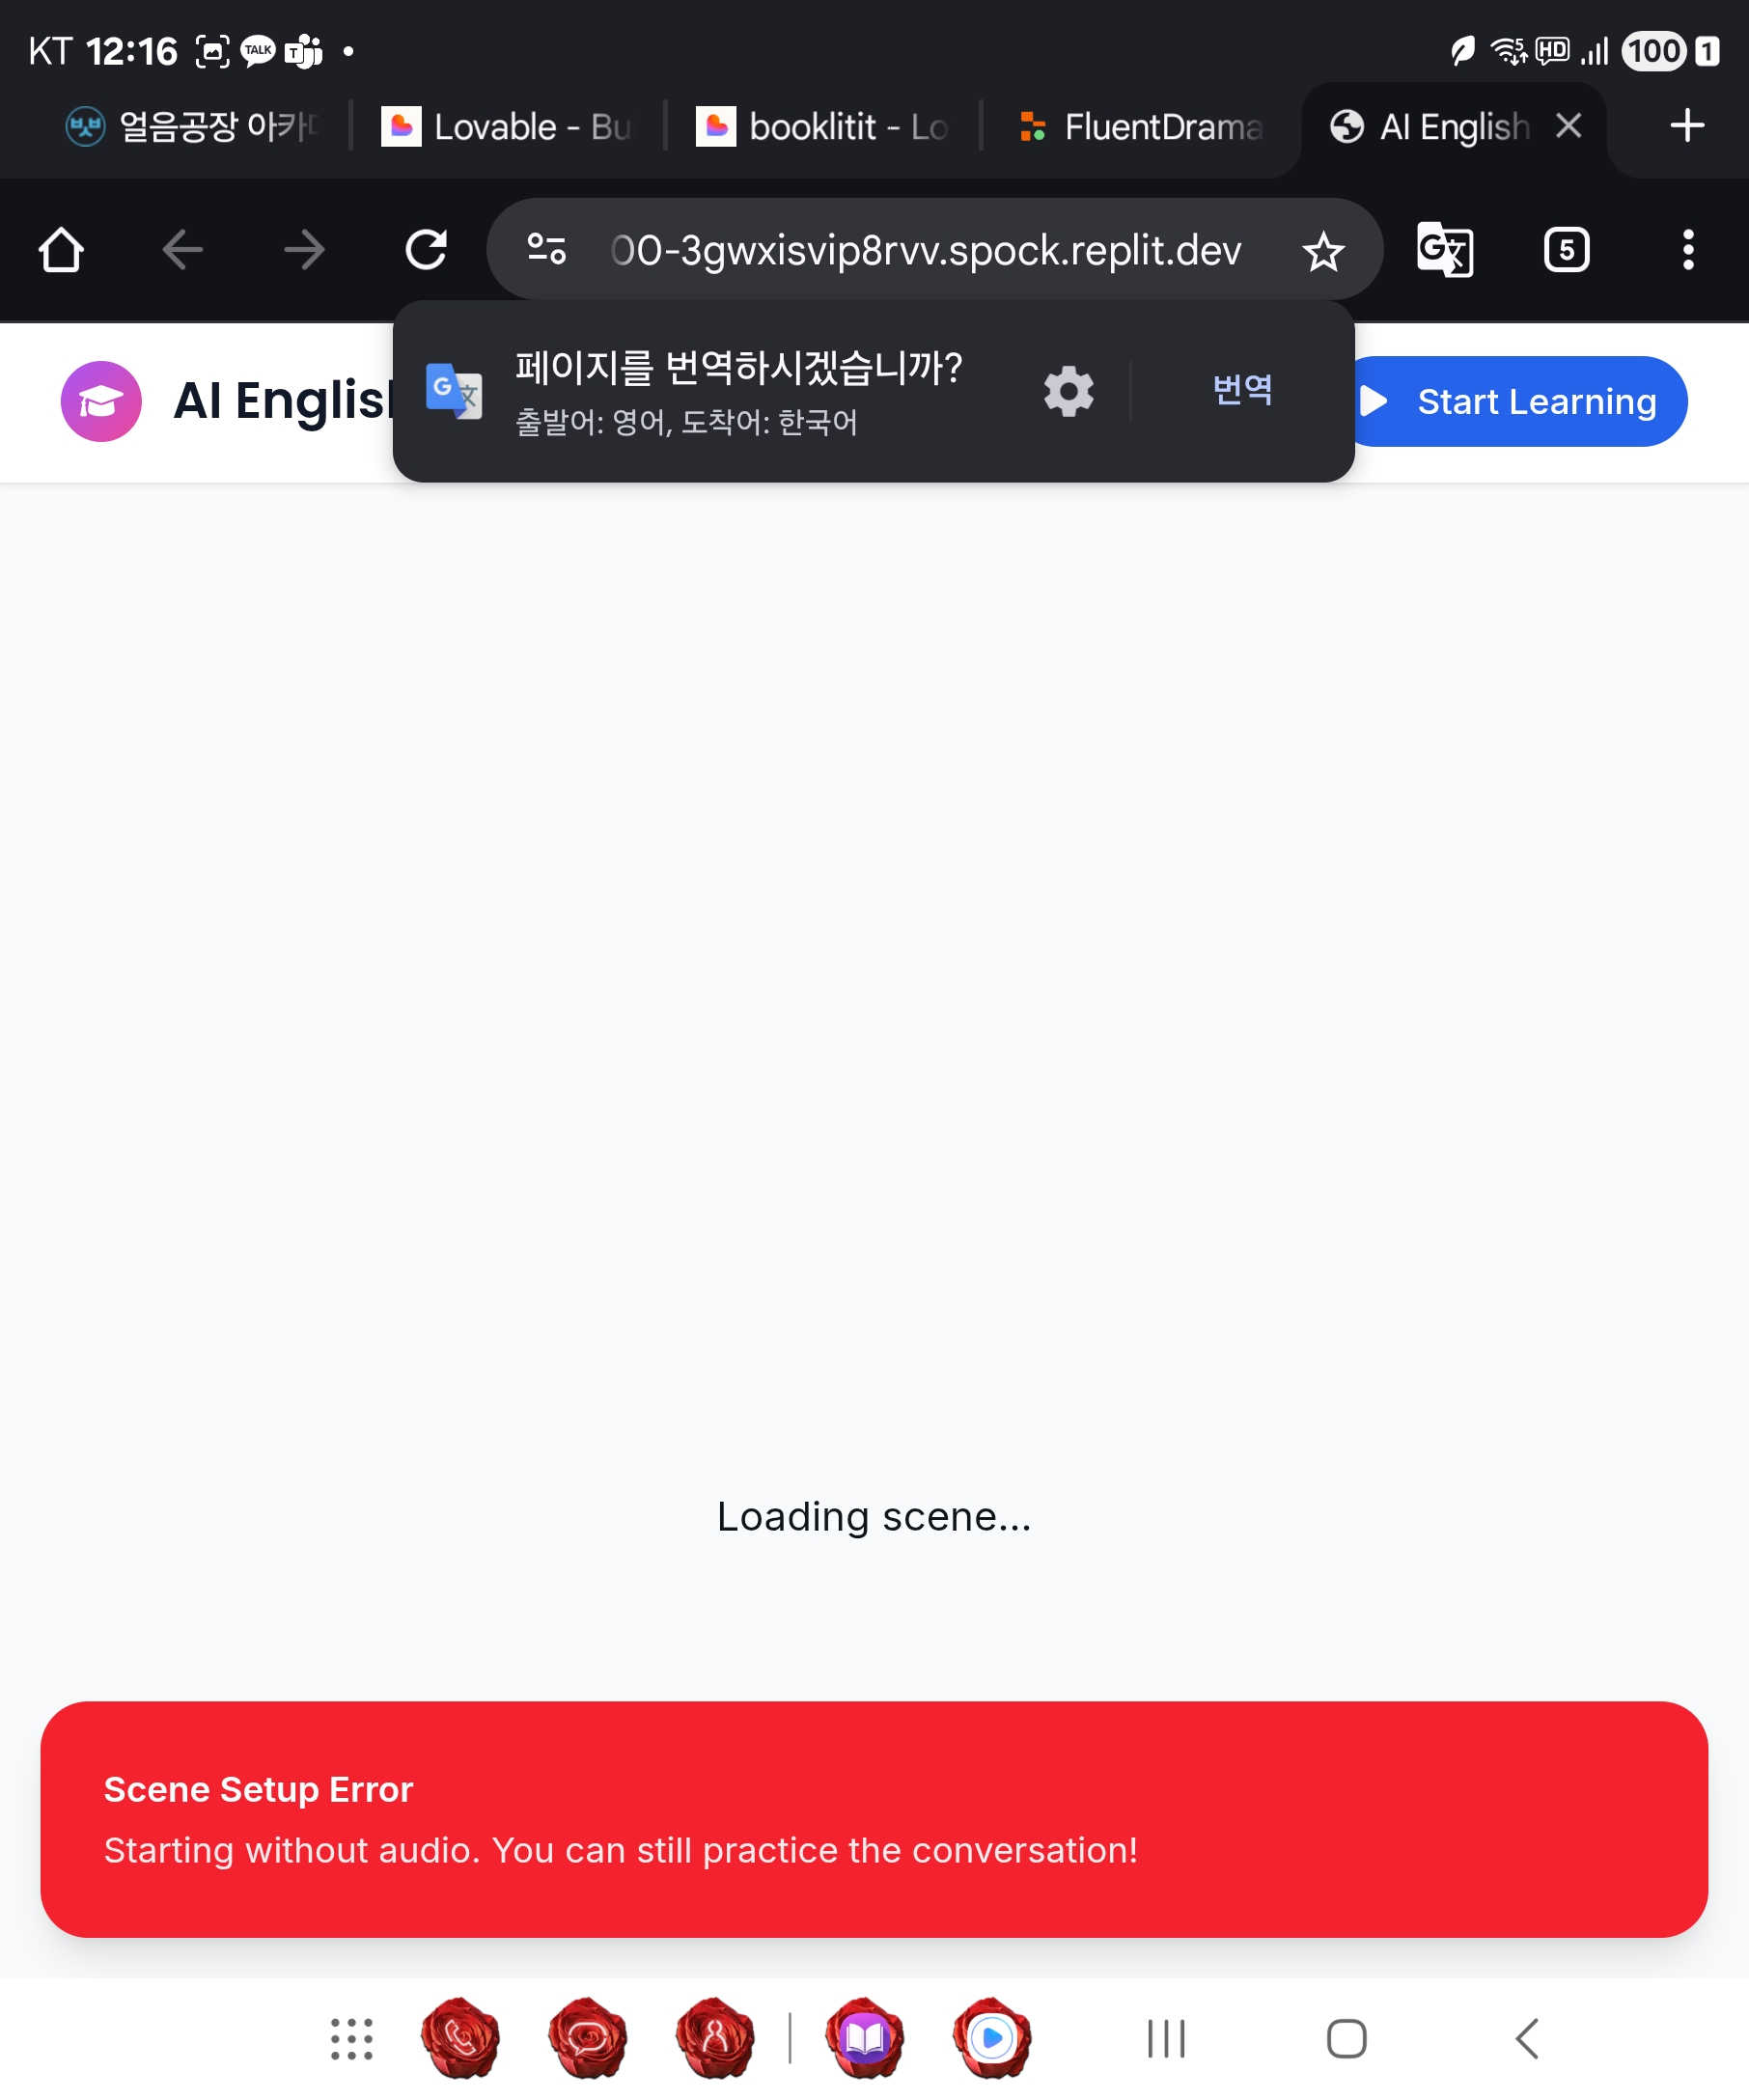 KT 12:16 TALK T 5 HD 100 1
얼음공장 아카
Lovable - Bu
booklitit - Lo
FluentDrama
AI English
00-3gwxisvip8rvv.spock.replit.dev
5
AI English
페이지를 번역하시겠습니까?
출발어: 영어, 도착어: 한국어
번역
Start Learning
Loading scene...
Scene Setup Error
Starting without audio. You can still practice the conversation!